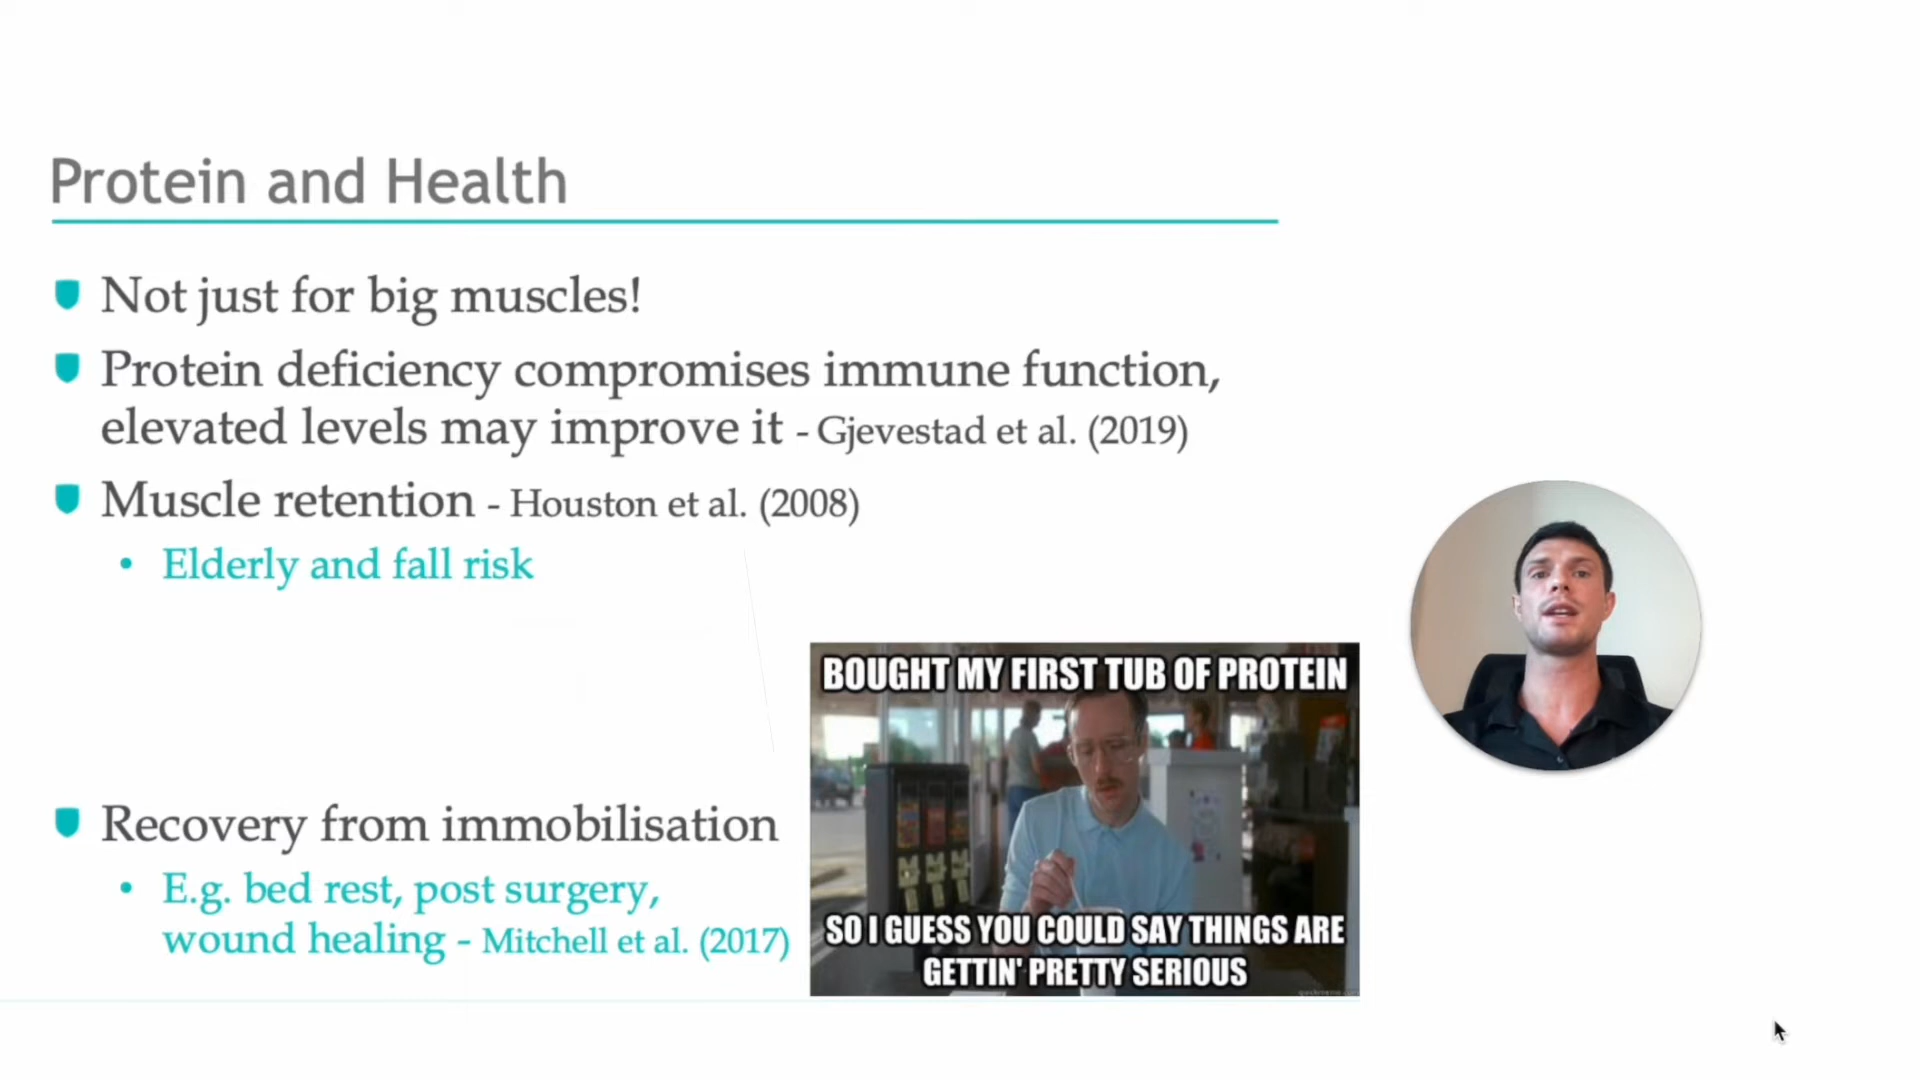 Protein and Health
Not just for big muscles!
Protein deficiency compromises immune function,
elevated levels may improve it - Gjevestad et al. (2019)
Muscle retention - Houston et al. (2008)
• Elderly and fall risk
Recovery from immobilisation
• E.g. bed rest, post surgery,
wound healing - Mitchell et al. (2017)
BOUGHT MY FIRST TUB OF PROTEIN
SO I GUESS YOU COULD SAY THINGS ARE
GETTIN' PRETTY SERIOUS